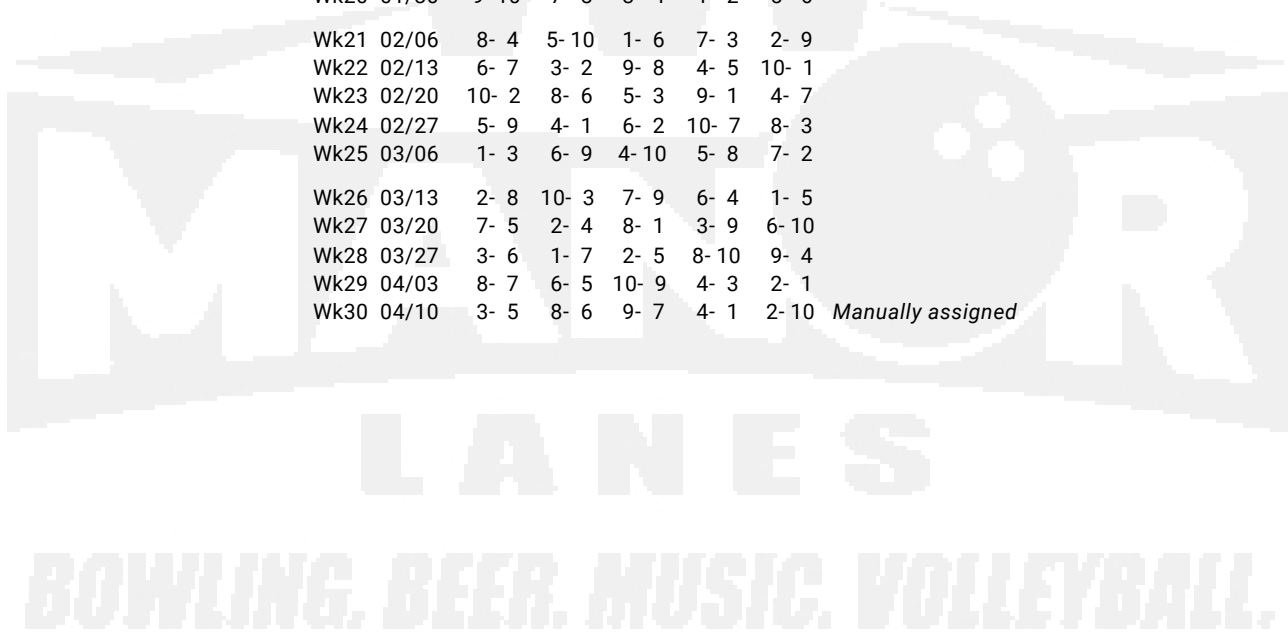 Wk21 02/06 8- 4 5-10 1- 6 7- 3 2- 9
Wk22 02/13 6- 7 3- 2 9- 8 4- 5 10- 1
Wk23 02/20 10- 2 8- 6 5- 3 9- 1 4- 7
Wk24 02/27 5- 9 4- 1 6- 2 10- 7 8- 3
Wk25 03/06 1- 3 6- 9 4-10 5- 8 7- 2
Wk26 03/13 2- 8 10- 3 7- 9 6- 4 1- 5
Wk27 03/20 7- 5 2- 4 8- 1 3- 9 6-10
Wk28 03/27 3- 6 1- 7 2- 5 8-10 9- 4
Wk29 04/03 8- 7 6- 5 10- 9 4- 3 2- 1
Wk30 04/10 3- 5 8- 6 9- 7 4- 1 2-10 Manually assigned
MANOR
LANES
BOWLING. BEER. MUSIC. VOLLEYBALL.